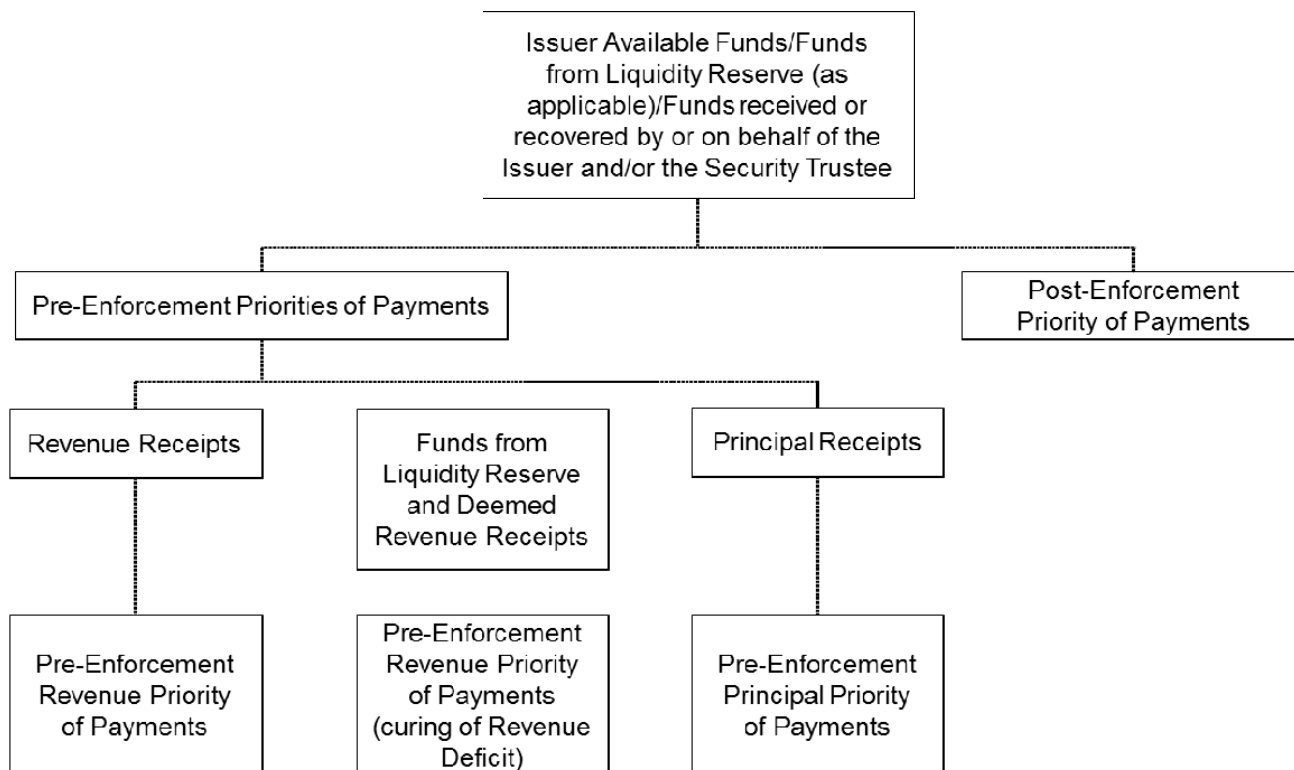 Issuer Available Funds/Funds
from Liquidity Reserve (as
applicable)/Funds received or
recovered by or on behalf of the
Issuer and/or the Security Trustee
Pre-Enforcement Priorities of Payments
Post-Enforcement
Priority of Payments
Revenue Receipts
Funds from
Liquidity Reserve
and Deemed
Revenue Receipts
Principal Receipts
Pre-Enforcement
Revenue Priority
of Payments
Pre-Enforcement
Revenue Priority
of Payments
(curing of Revenue
Deficit)
Pre-Enforcement
Principal Priority
of Payments